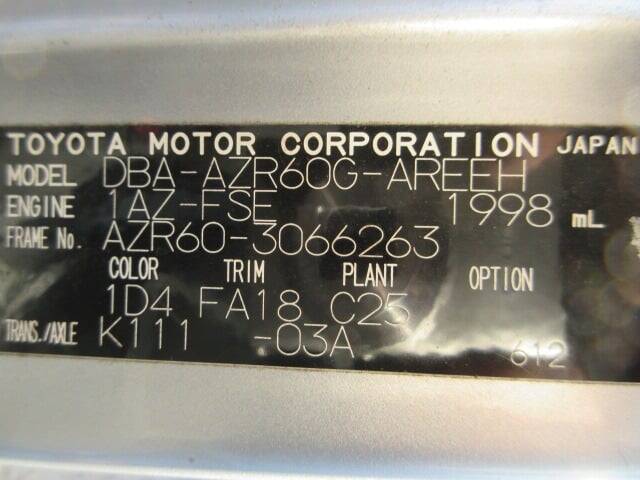 TOYOTA MOTOR CORPORATION JAPAN
MODEL DBA-AZR60G-AREEH
ENGINE 1AZ-FSE 1998 mL
FRAME No. AZR60-3066263
COLOR TRIM PLANT OPTION
1D4 FA18 C25
TRANS./AXLE K111 -03A
612